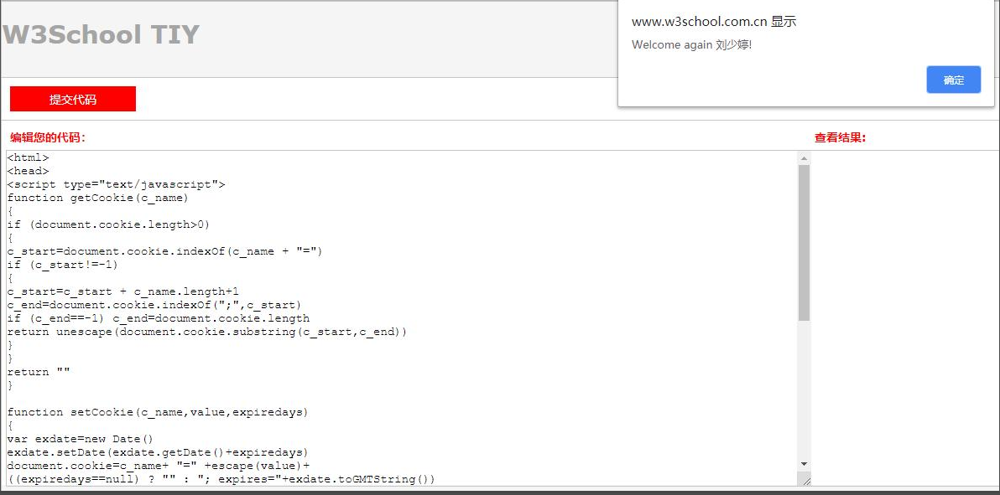 W3School TIY
www.w3school.com.cn 显示
Welcome again 刘少婷!
确定
提交代码
编辑您的代码：
查看结果:
<html>
<head>
<script type="text/javascript">
function getCookie(c_name)
{
if (document.cookie.length>0)
{
c_start=document.cookie.indexOf(c_name + "=")
if (c_start!=-1)
{
c_start=c_start + c_name.length+1
c_end=document.cookie.indexOf(";",c_start)
if (c_end==-1) c_end=document.cookie.length
return unescape(document.cookie.substring(c_start,c_end))
}
}
return ""
}
function setCookie(c_name,value,expiredays)
{
var exdate=new Date()
exdate.setDate(exdate.getDate()+expiredays)
document.cookie=c_name+ "=" +escape(value)+
((expiredays==null) ? "" : "; expires="+exdate.toGMTString())